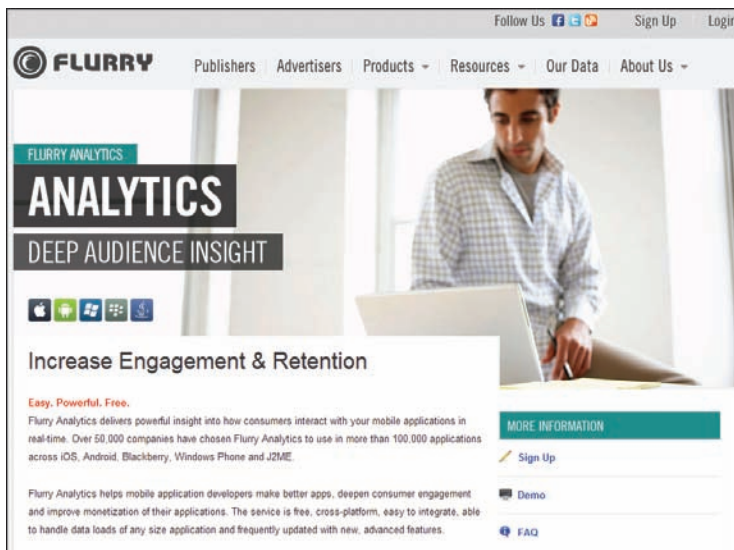 Follow Us Sign Up Login
FLURRY Publishers Advertisers Products Resources Our Data About Us
FLURRY ANALYTICS
ANALYTICS
DEEP AUDIENCE INSIGHT
Increase Engagement & Retention
Easy. Powerful. Free.
Flurry Analytics delivers powerful insight into how consumers interact with your mobile applications in
real-time. Over 50,000 companies have chosen Flurry Analytics to use in more than 100,000 applications
across iOS, Android, Blackberry, Windows Phone and J2ME.
Flurry Analytics helps mobile application developers make better apps, deepen consumer engagement
and improve monetization of their applications. The service is free, cross-platform, easy to integrate, able
to handle data loads of any size application and frequently updated with new, advanced features.
MORE INFORMATION
Sign Up
Demo
FAQ